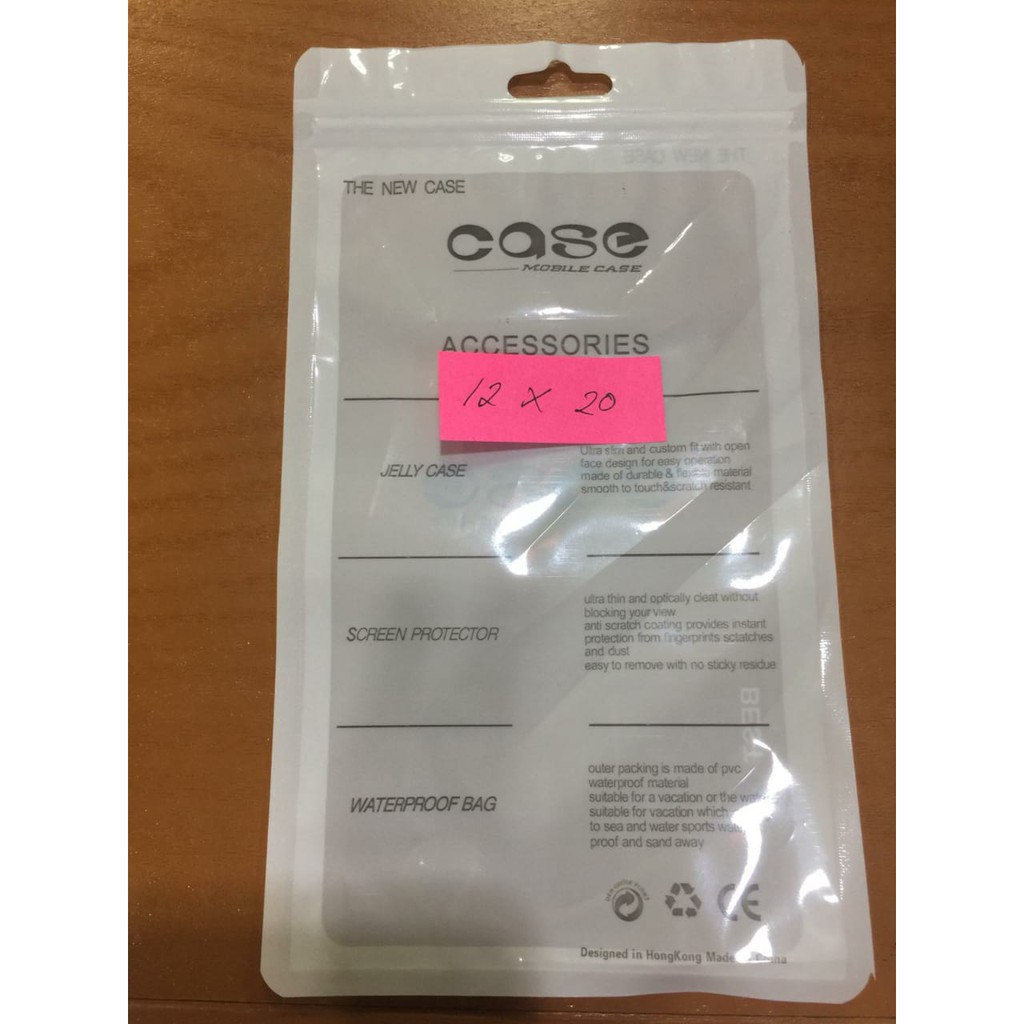 THE NEW CASE
case
MOBILE CASE
ACCESSORIES
12 x 20
JELLY CASE
Ultra slim and custom fit with open
face design for easy operation
made of durable & flexible material
smooth to touch&scratch resistant
SCREEN PROTECTOR
ulra thin and optically cleat without
blocking your view
anti scratch coating provides instant
protection from fingerprints sctatches
and dust
easy to remove with no sticky residue
WATERPROOF BAG
outer packing is made of pvc
waterproof material
suitable for a vacation or the
suitable for vacation which
to sea and water sports
proof and sand away
CE
Designed in HongKong Made China